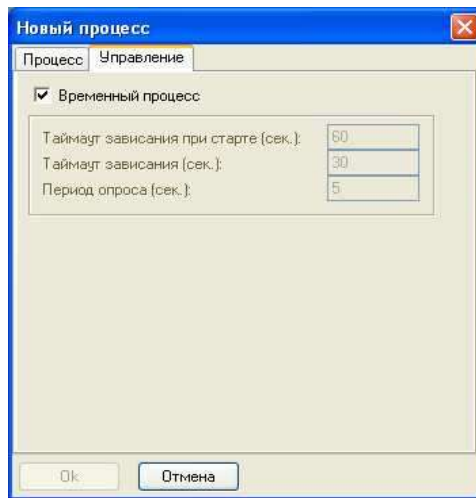 Новый процесс
Процесс Управление
Временный процесс
Таймаут зависания при старте (сек.): 60
Таймаут зависания (сек.): 30
Период опроса (сек.): 5
Ok Отмена